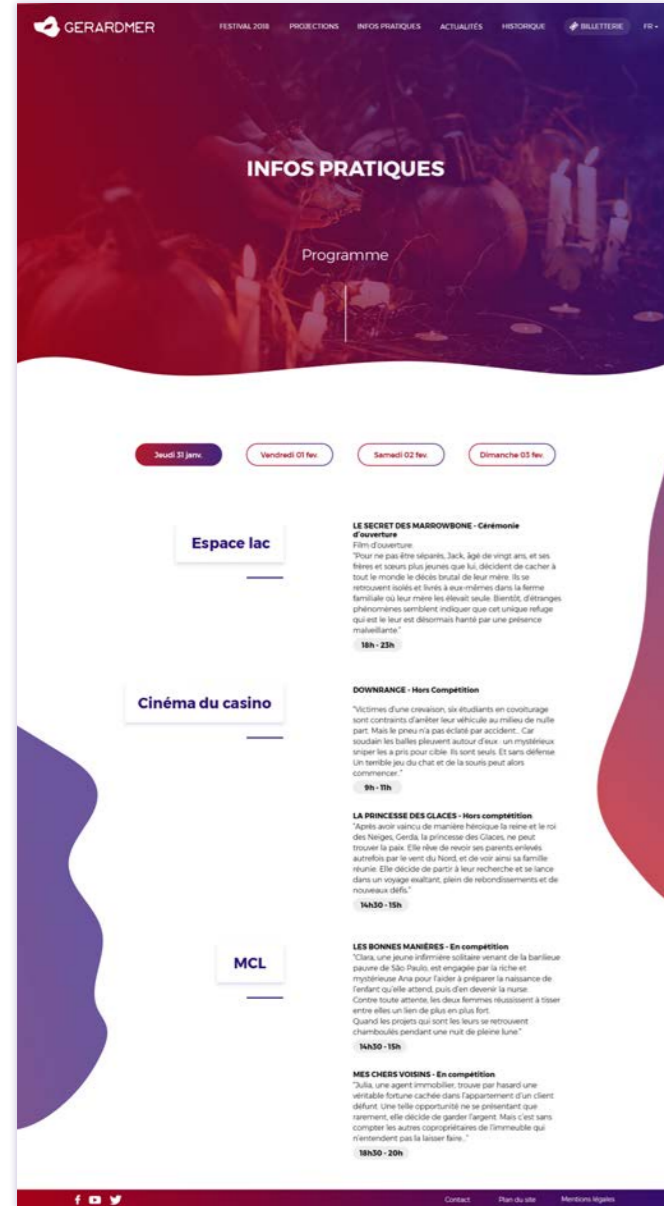 GERARDMER
FESTIVAL 2018 PROJECTIONS INFOS PRATIQUES ACTUALITÉS HISTORIQUE BILLETTERIE FR
INFOS PRATIQUES
Programme
Jeudi 31 janv. Vendredi 01 fev. Samedi 02 fev. Dimanche 03 fev.
Espace lac
LE SECRET DES MARROWBONE - Cérémonie
d'ouverture
Film d'ouverture.
"Pour ne pas être séparés, Jack, âgé de vingt ans, et ses
frères et sœurs plus jeunes que lui, décident de cacher à
tout le monde le décès brutal de leur mère. Ils se
retrouvent isolés et livrés à eux-mêmes dans la ferme
familiale où leur mère les élevait seule. Bientôt, d'étranges
phénomènes semblent indiquer que cet unique refuge
qui est le leur est désormais hanté par une présence
malveillante."
18h - 23h
Cinéma du casino
DOWNRANGE - Hors Compétition
"Victimes d'une crevaison, six étudiants en covoiturage
sont contraints d'arrêter leur véhicule au milieu de nulle
part. Mais le pneu n'a pas éclaté par accident... Car
soudain les balles pleuvent autour d'eux : un mystérieux
sniper les a pris pour cible. Ils sont seuls. Et sans défense.
Un terrible jeu du chat et de la souris peut alors
commencer."
9h - 11h
LA PRINCESSE DES GLACES - Hors comptétition
"Après avoir vaincu de manière héroïque la reine et le roi
des Neiges, Gerda, la princesse des Glaces, ne peut
trouver la paix. Elle rêve de revoir ses parents enlevés
autrefois par le vent du Nord, et de voir ainsi sa famille
réunie. Elle décide de partir à leur recherche et se lance
dans un voyage exaltant, plein de rebondissements et de
nouveaux défis."
14h30 - 15h
MCL
LES BONNES MANIÈRES - En compétition
"Clara, une jeune infirmière solitaire venant de la banlieue
pauvre de São Paulo, est engagée par la riche et
mystérieuse Ana pour l'aider à préparer la naissance de
l'enfant qu'elle attend, puis d'en devenir la nurse.
Contre toute attente, les deux femmes réussissent à tisser
entre elles un lien de plus en plus fort.
Quand les projets qui sont les leurs se retrouvent
chamboulés pendant une nuit de pleine lune."
14h30 - 15h
MES CHERS VOISINS - En compétition
"Julia, une agent immobilier, trouve par hasard une
véritable fortune cachée dans l'appartement d'un client
défunt. Une telle opportunité ne se présentant que
rarement, elle décide de garder l'argent. Mais c'est sans
compter les autres copropriétaires de l'immeuble qui
n'entendent pas la laisser faire..."
18h30 - 20h
Contact Plan du site Mentions légales